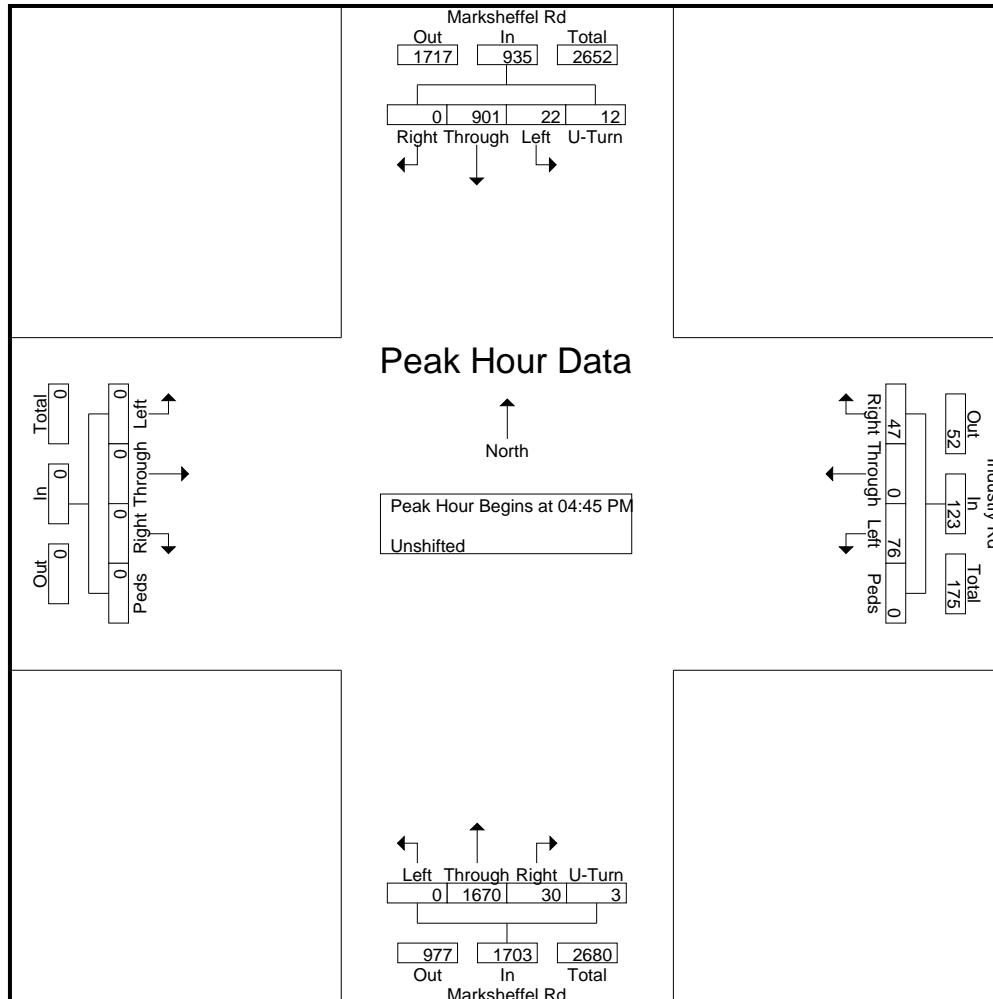 Marksheffel Rd
Out In Total
1717 935 2652
0 901 22 12
Right Through Left U-Turn
Peak Hour Data
North
Peak Hour Begins at 04:45 PM
Unshifted
Total In Out
0 0 0
0 0 0 0
Left Through Right Peds
Right Through Left Peds
47 0 76 0
52 123 175
Out In Total
Left Through Right U-Turn
0 1670 30 3
977 1703 2680
Out In Total
Marksheffel Rd